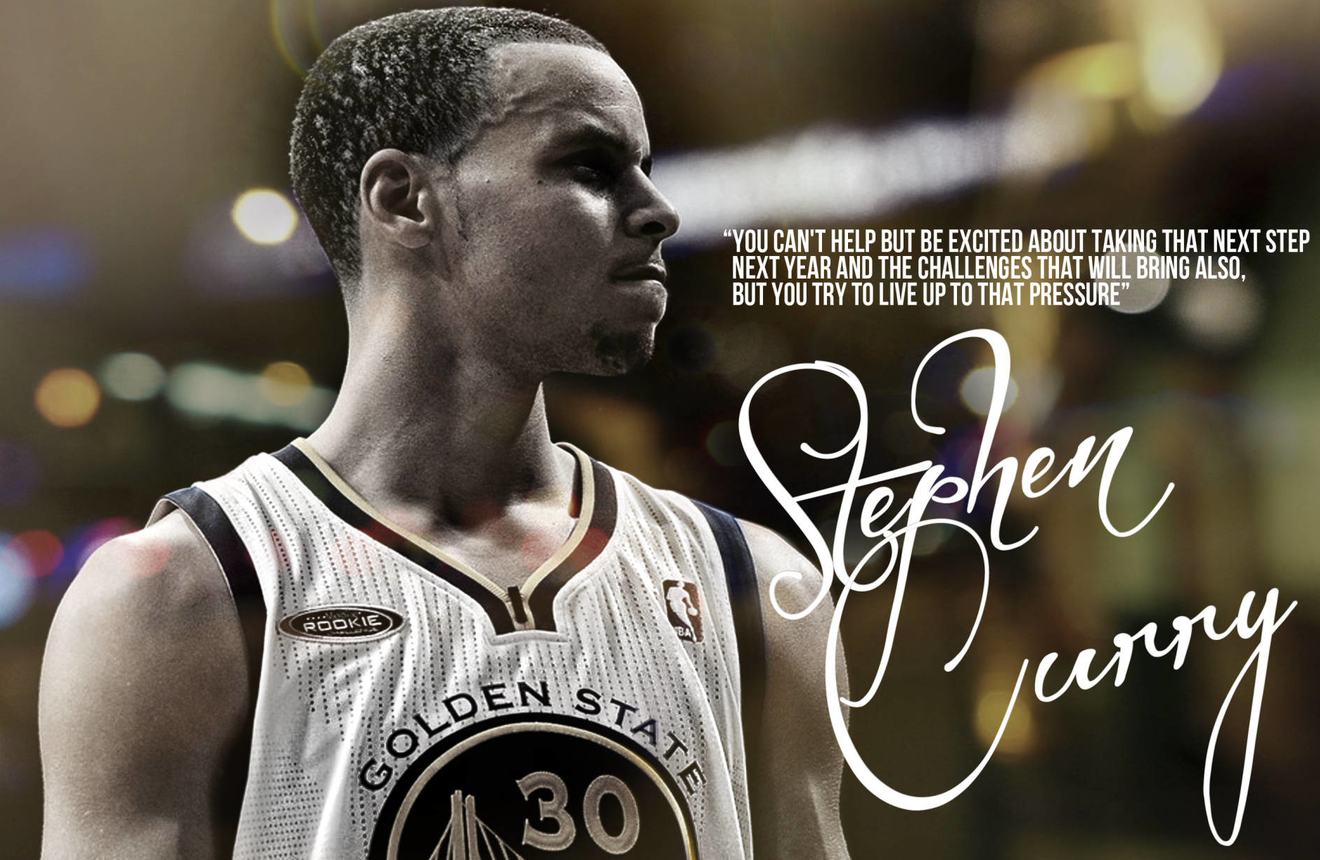 “YOU CAN'T HELP BUT BE EXCITED ABOUT TAKING THAT NEXT STEP
NEXT YEAR AND THE CHALLENGES THAT WILL BRING ALSO,
BUT YOU TRY TO LIVE UP TO THAT PRESSURE”
Stephen
Curry
ROOKIE
NBA
GOLDEN STATE
30